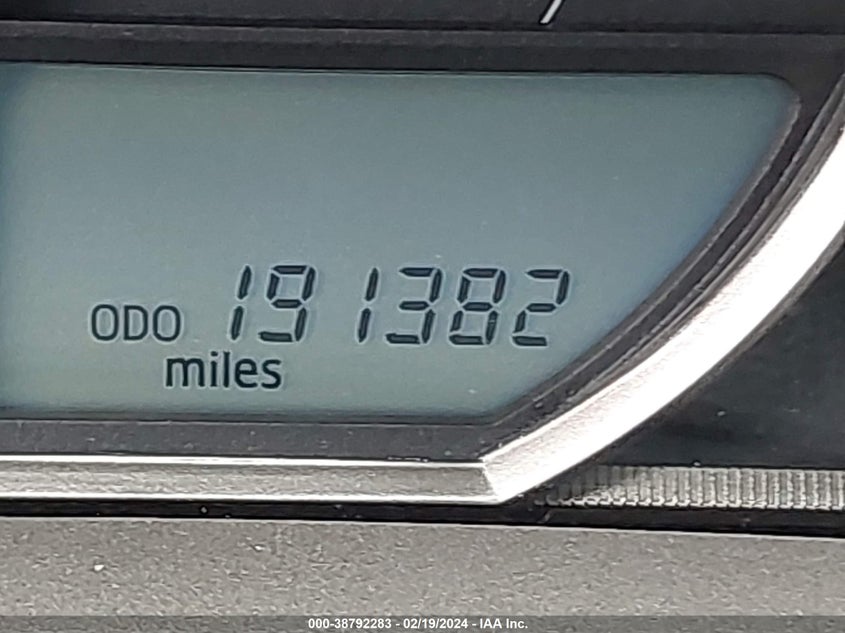 ODO 191382
miles
000-38792283 - 02/19/2024 - IAA Inc.